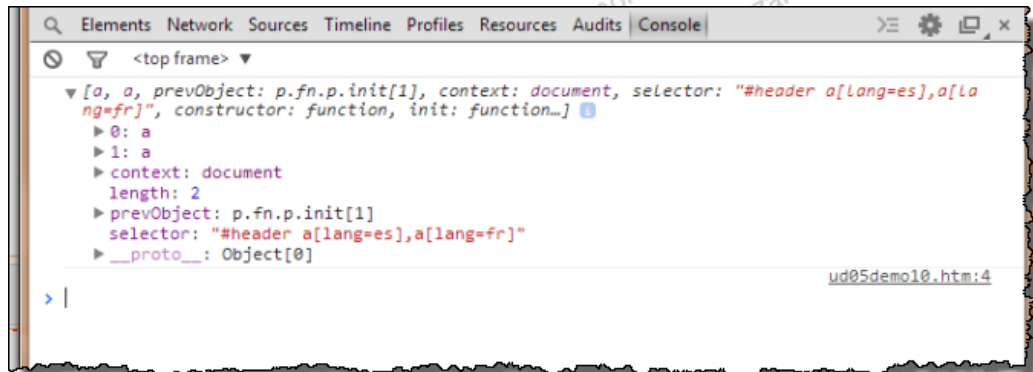 Elements Network Sources Timeline Profiles Resources Audits Console
<top frame> ▼
▼ [a, a, prevObject: p.fn.p.init[1], context: document, selector: "#header a[lang=es],a[la
ng=fr]", constructor: function, init: function…]
▶ 0: a
▶ 1: a
▶ context: document
length: 2
▶ prevObject: p.fn.p.init[1]
selector: "#header a[lang=es],a[lang=fr]"
▶ __proto__: Object[0]
ud05demo10.htm:4
>